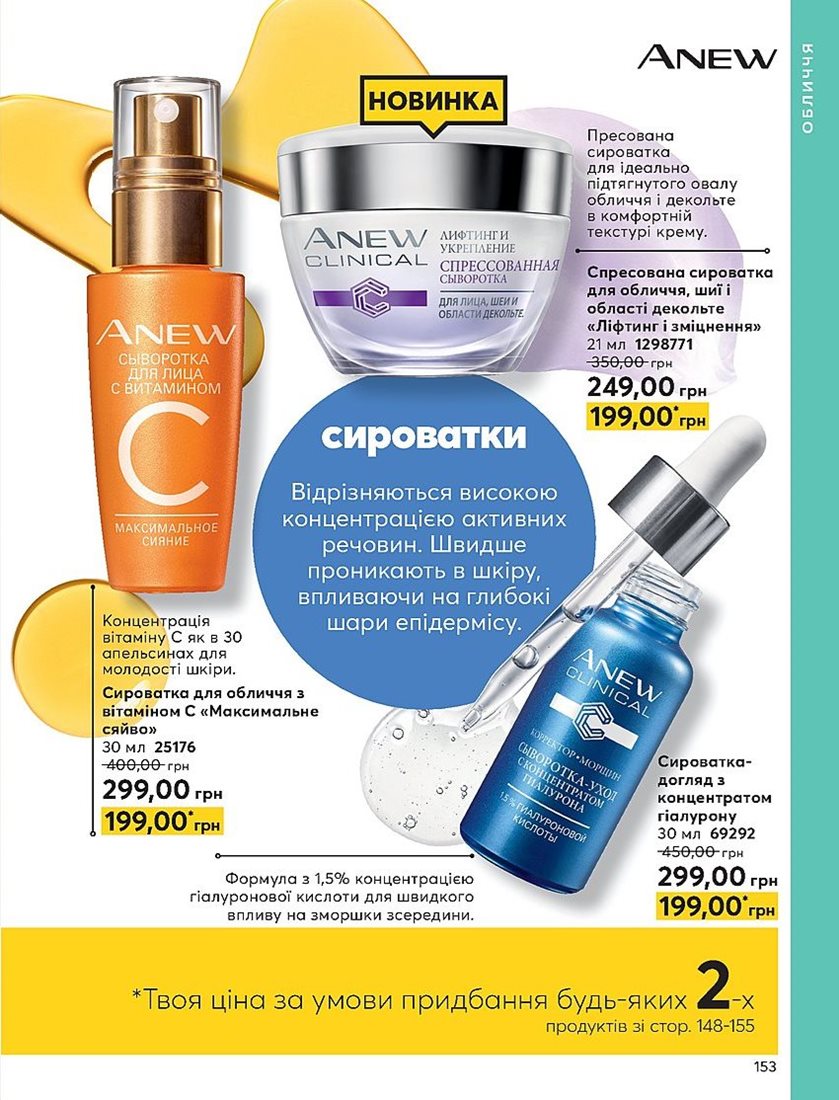 ANEW
ОБЛИЧЧЯ
НОВИНКА
Пресована
сироватка
для ідеально
підтягнутого овалу
обличчя і декольте
в комфортній
текстурі крему.
Спресована сироватка
для обличчя, шиї і
області декольте
«Ліфтинг і зміцнення»
21 мл 1298771
350,00 грн
249,00 грн
199,00* грн
ANEW
CLINICAL
ЛИФТИНГ И
УКРЕПЛЕНИЕ
СПРЕССОВАННАЯ
СЫВОРОТКА
ДЛЯ ЛИЦА, ШЕИ И
ОБЛАСТИ ДЕКОЛЬТЕ
ANEW
СЫВОРОТКА
ДЛЯ ЛИЦА
С ВИТАМИНОМ
C
МАКСИМАЛЬНОЕ
СИЯНИЕ
сироватки
Відрізняються високою
концентрацією активних
речовин. Швидше
проникають в шкіру,
впливаючи на глибокі
шари епідермісу.
Концентрація
вітаміну С як в 30
апельсинах для
молодості шкіри.
Сироватка для обличчя з
вітаміном С «Максимальне
сяйво»
30 мл 25176
400,00 грн
299,00 грн
199,00* грн
ANEW
CLINICAL
КОРРЕКТОР•МОРЩИН
СЫВОРОТКА-УХОД
С КОНЦЕНТРАТОМ
ГИАЛУРОНА
1,5 % ГИАЛУРОНОВОЙ
КИСЛОТЫ
Сироватка-
догляд з
концентратом
гіалурону
30 мл 69292
450,00 грн
299,00 грн
199,00* грн
Формула з 1,5% концентрацією
гіалуронової кислоти для швидкого
впливу на зморшки зсередини.
*Твоя ціна за умови придбання будь-яких 2-х
продуктів зі стор. 148-155
153